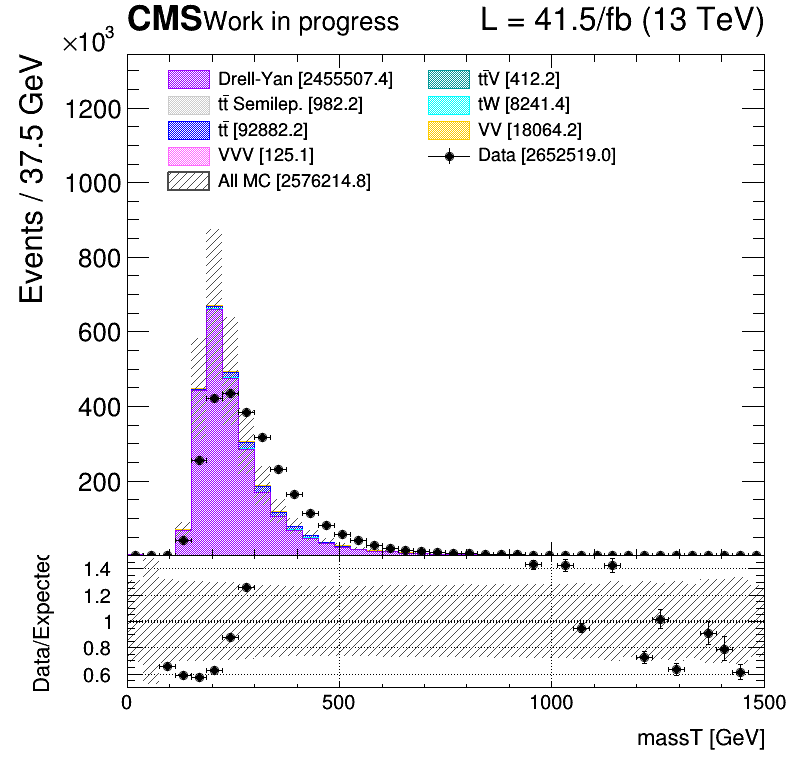 CMS Work in progress L = 41.5/fb (13 TeV)
×10³
Events / 37.5 GeV
Drell-Yan [2455507.4] tt̄V [412.2]
tt̄ Semilep. [982.2] tW [8241.4]
tt̄ [92882.2] VV [18064.2]
VVV [125.1] Data [2652519.0]
All MC [2576214.8]
1200
1000
800
600
400
200
Data/Expected
1.4
1.2
1
0.8
0.6
0 500 1000 1500
massT [GeV]